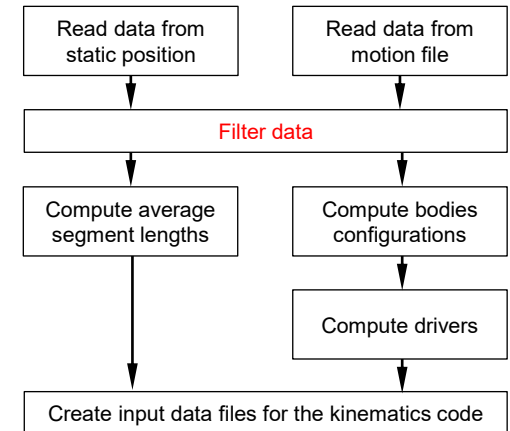 Read data from
static position
Read data from
motion file
Filter data
Compute average
segment lengths
Compute bodies
configurations
Compute drivers
Create input data files for the kinematics code